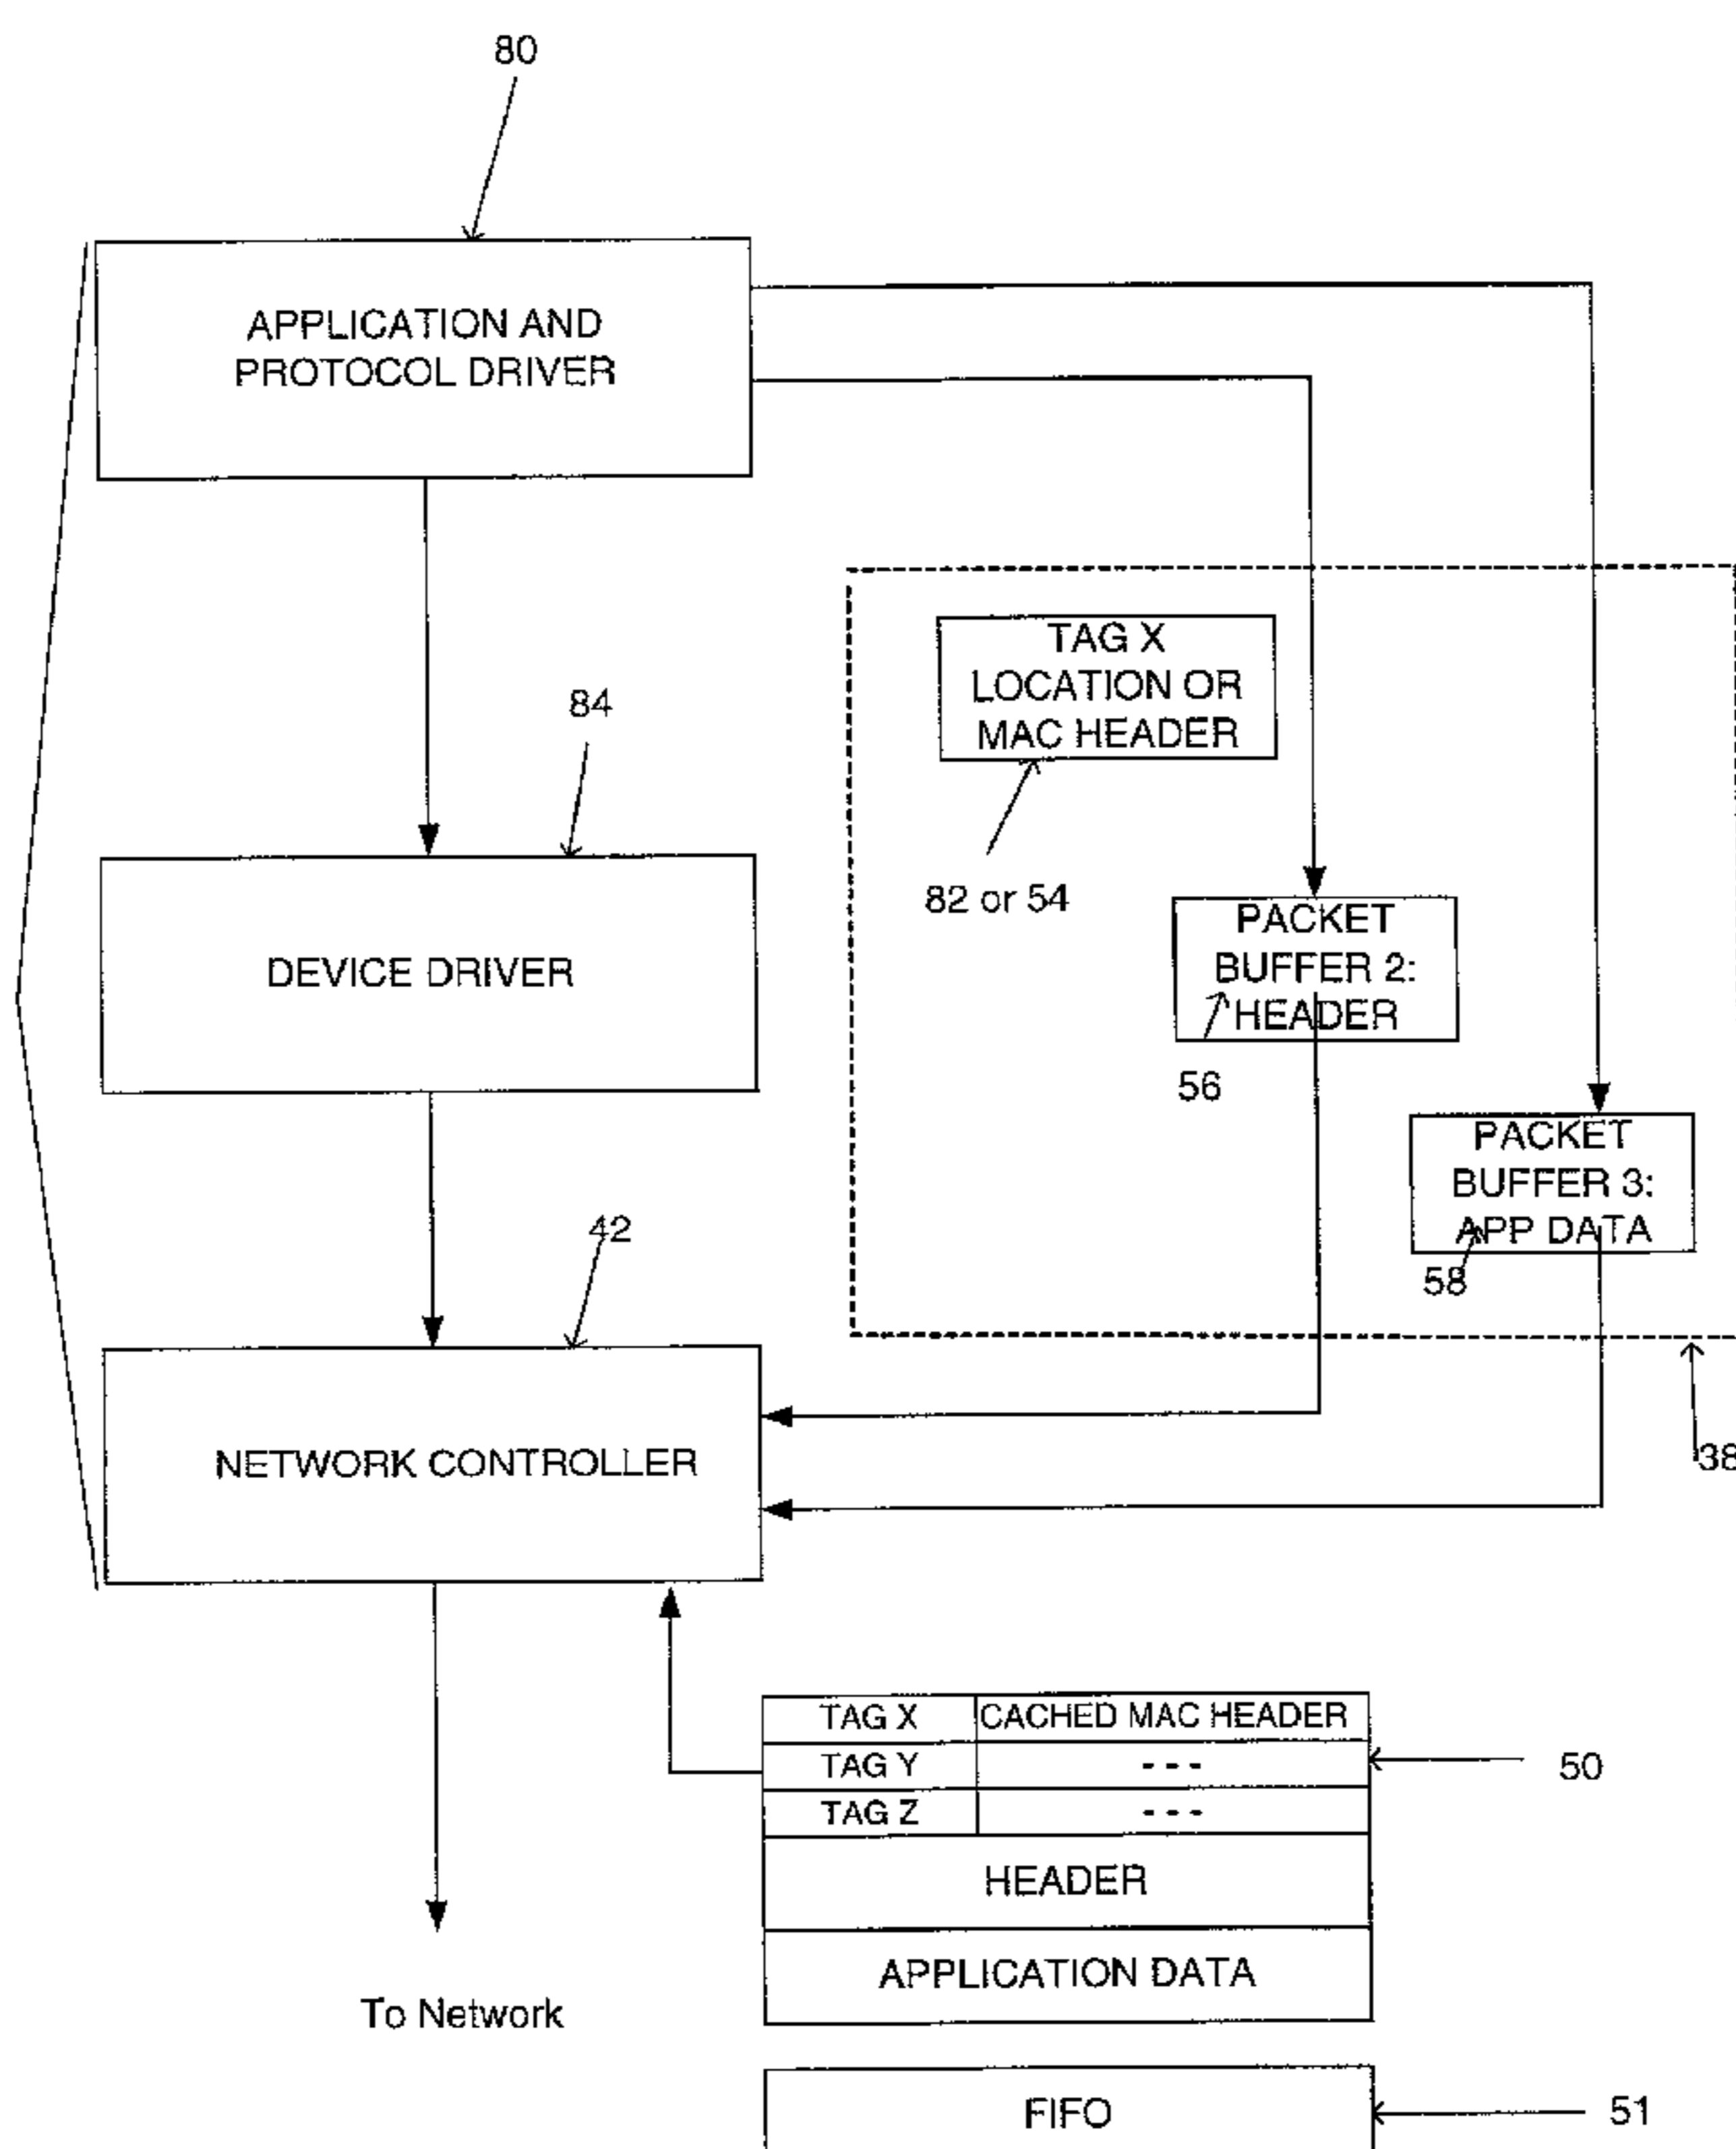 80
APPLICATION AND
PROTOCOL DRIVER
TAG X
LOCATION OR
MAC HEADER
84
82 or 54
PACKET
BUFFER 2:
HEADER
DEVICE DRIVER
56
PACKET
BUFFER 3:
APP DATA
42
58
NETWORK CONTROLLER
38
TAG X CACHED MAC HEADER
TAG Y - - -
50
TAG Z - - -
HEADER
APPLICATION DATA
To Network
FIFO
51